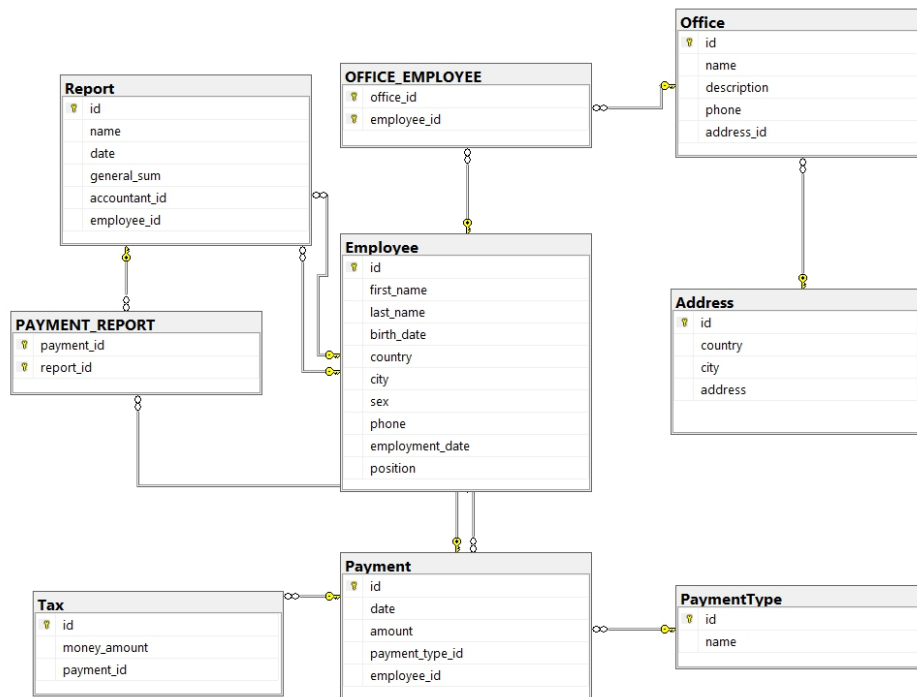 Office
id
name
description
phone
address_id
OFFICE_EMPLOYEE
office_id
employee_id
Report
id
name
date
general_sum
accountant_id
employee_id
Employee
id
first_name
last_name
birth_date
country
city
sex
phone
employment_date
position
Address
id
country
city
address
PAYMENT_REPORT
payment_id
report_id
Payment
id
date
amount
payment_type_id
employee_id
Tax
id
money_amount
payment_id
PaymentType
id
name